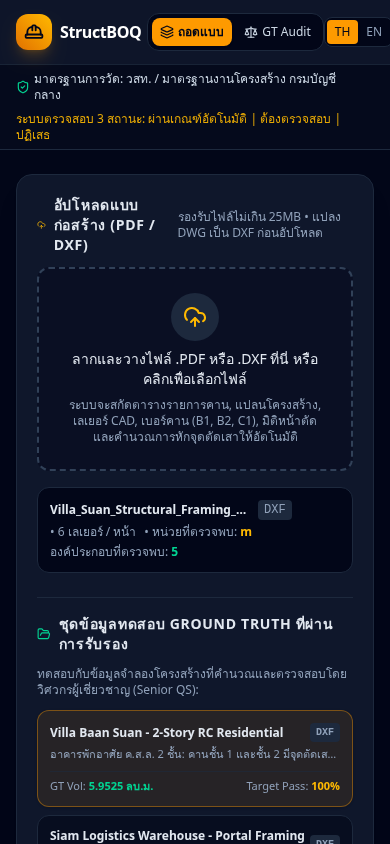 StructBOQ
ถอดแบบ
GT Audit
TH
EN
มาตรฐานการวัด: วสท. / มาตรฐานงานโครงสร้าง กรมบัญชี
กลาง
ระบบตรวจสอบ 3 สถานะ: ผ่านเกณฑ์อัตโนมัติ | ต้องตรวจสอบ |
ปฏิเสธ
อัปโหลดแบบ
ก่อสร้าง (PDF /
DXF)
รองรับไฟล์ไม่เกิน 25MB • แปลง
DWG เป็น DXF ก่อนอัปโหลด
ลากและวางไฟล์ .PDF หรือ .DXF ที่นี่ หรือ
คลิกเพื่อเลือกไฟล์
ระบบจะสกัดตารางรายการคาน, แปลนโครงสร้าง,
เลเยอร์ CAD, เบอร์คาน (B1, B2, C1), มิติหน้าตัด
และคำนวณการหักจุดตัดเสาให้อัตโนมัติ
Villa_Suan_Structural_Framing_...
DXF
• 6 เลเยอร์ / หน้า • หน่วยที่ตรวจพบ: m
องค์ประกอบที่ตรวจพบ: 5
ชุดข้อมูลทดสอบ GROUND TRUTH ที่ผ่าน
การรับรอง
ทดสอบกับข้อมูลจำลองโครงสร้างที่คำนวณและตรวจสอบโดย
วิศวกรผู้เชี่ยวชาญ (Senior QS):
Villa Baan Suan - 2-Story RC Residential
DXF
อาคารพักอาศัย ค.ส.ล. 2 ชั้น: คานชั้น 1 และชั้น 2 มีจุดตัดเส...
GT Vol: 5.9525 ลบ.ม.
Target Pass: 100%
Siam Logistics Warehouse - Portal Framing
DXF